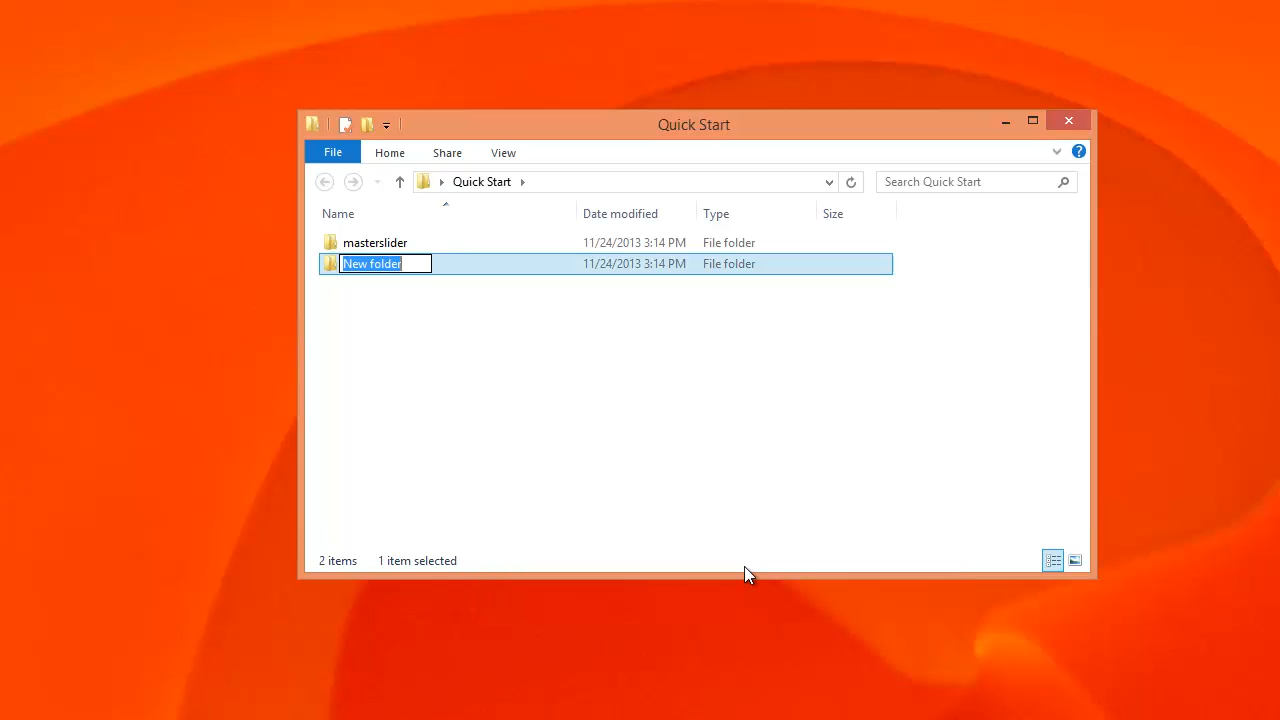 Quick Start
File Home Share View
Quick Start Search Quick Start
Name Date modified Type Size
masterslider 11/24/2013 3:14 PM File folder
New folder 11/24/2013 3:14 PM File folder
2 items 1 item selected